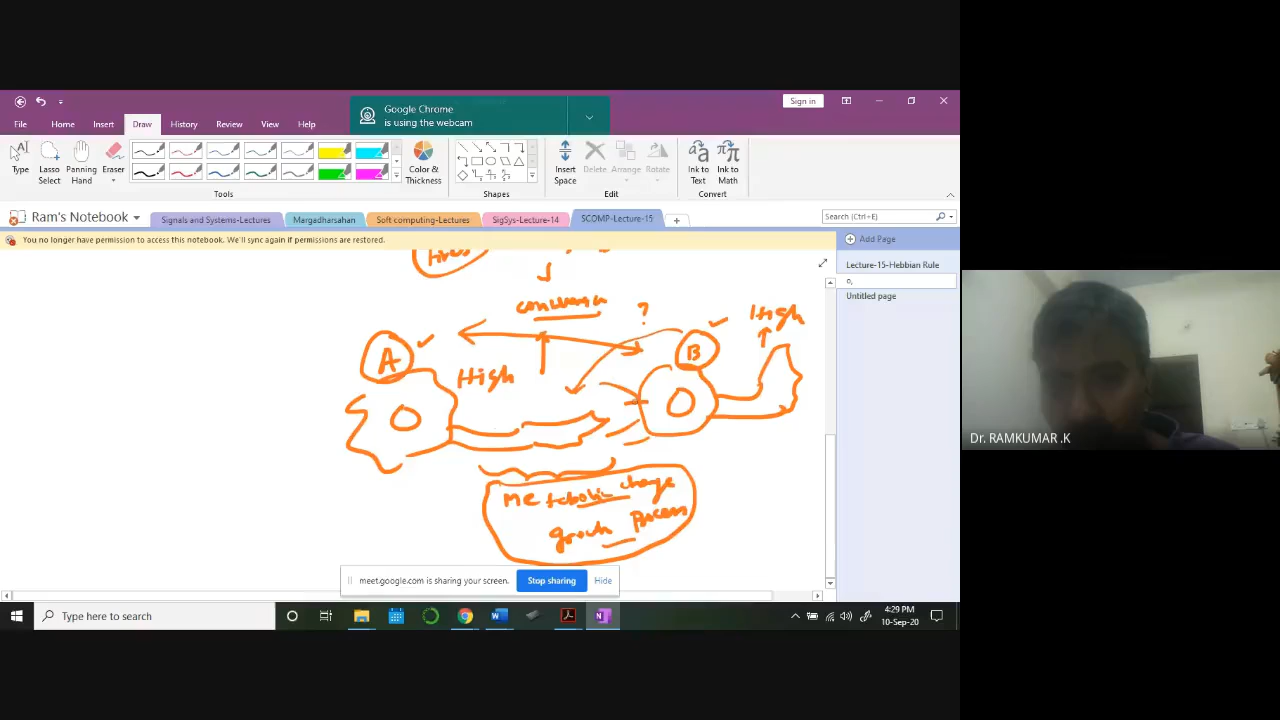 Google Chrome
is using the webcam
Sign in
File Home Insert Draw History Review View Help
Type Lasso Select Panning Hand Eraser Color & Thickness Insert Space Delete Arrange Rotate Ink to Text Ink to Math
Tools Shapes Edit Convert
Ram's Notebook Signals and Systems-Lectures Margadharsahan Soft computing-Lectures SigSys-Lecture-14 SCOMP-Lecture-15 Search (Ctrl+E)
You no longer have permission to access this notebook. We'll sync again if permissions are restored.
Add Page
Lecture-15-Hebbian Rule
o,
Untitled page
fires
?
High
A
B
High
Metabolic change
growth Process
Dr. RAMKUMAR .K
meet.google.com is sharing your screen. Stop sharing Hide
Type here to search
4:29 PM
10-Sep-20